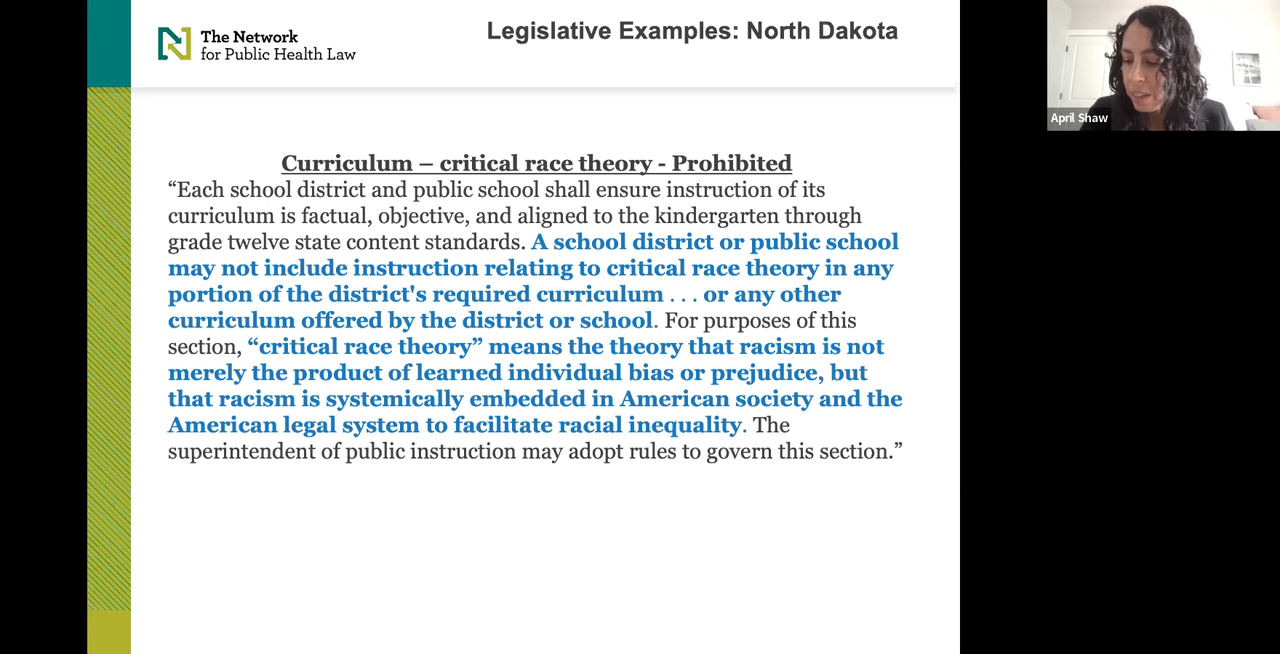 The Network
for Public Health Law
Legislative Examples: North Dakota
April Shaw
Curriculum – critical race theory - Prohibited
“Each school district and public school shall ensure instruction of its
curriculum is factual, objective, and aligned to the kindergarten through
grade twelve state content standards. A school district or public school
may not include instruction relating to critical race theory in any
portion of the district's required curriculum . . . or any other
curriculum offered by the district or school. For purposes of this
section, “critical race theory” means the theory that racism is not
merely the product of learned individual bias or prejudice, but
that racism is systemically embedded in American society and the
American legal system to facilitate racial inequality. The
superintendent of public instruction may adopt rules to govern this section.”